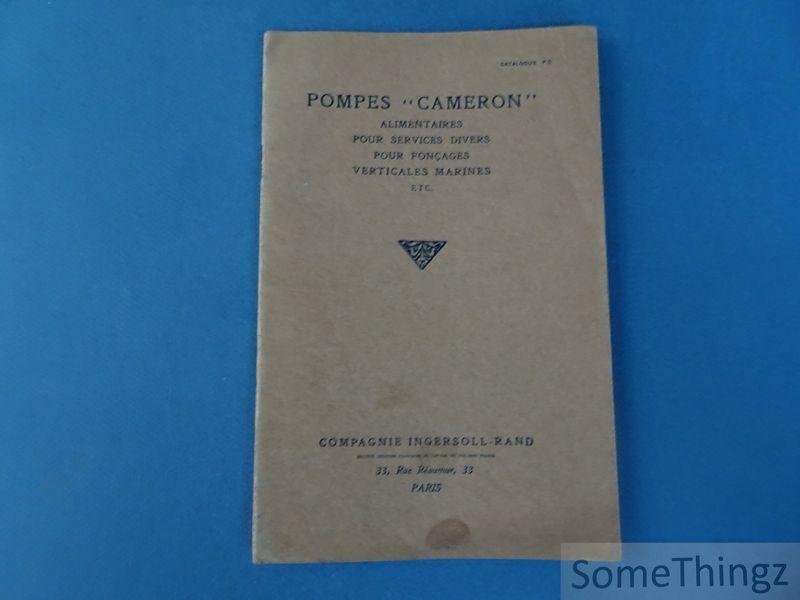 CATALOGUE
POMPES "CAMERON"
ALIMENTAIRES
POUR SERVICES DIVERS
POUR FONÇAGES
VERTICALES MARINES
ETC.
COMPAGNIE INGERSOLL-RAND
33, Rue Réaumur, 33
PARIS
SomeThingz